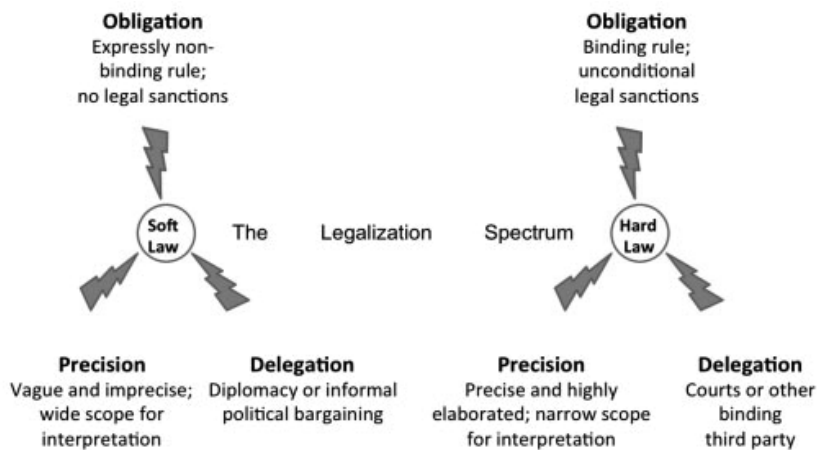 Obligation
Expressly non-
binding rule;
no legal sanctions
Obligation
Binding rule;
unconditional
legal sanctions
Soft
Law
The Legalization Spectrum
Hard
Law
Precision
Vague and imprecise;
wide scope for
interpretation
Delegation
Diplomacy or informal
political bargaining
Precision
Precise and highly
elaborated; narrow scope
for interpretation
Delegation
Courts or other
binding
third party